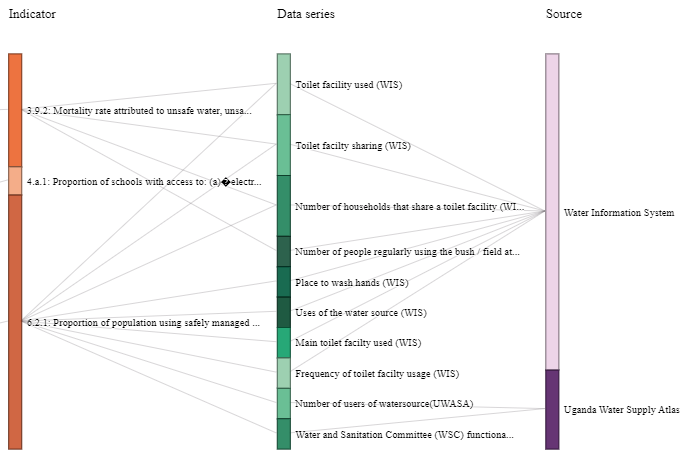 Indicator
Data series
Source
3.9.2: Mortality rate attributed to unsafe water, unsa...
4.a.1: Proportion of schools with access to: (a)�electr...
6.2.1: Proportion of population using safely managed ...
Toilet facility used (WIS)
Toilet facilty sharing (WIS)
Number of households that share a toilet facility (WI...
Number of people regularly using the bush / field at...
Place to wash hands (WIS)
Uses of the water source (WIS)
Main toilet facilty used (WIS)
Frequency of toilet facilty usage (WIS)
Number of users of watersource(UWASA)
Water and Sanitation Committee (WSC) functiona...
Water Information System
Uganda Water Supply Atlas